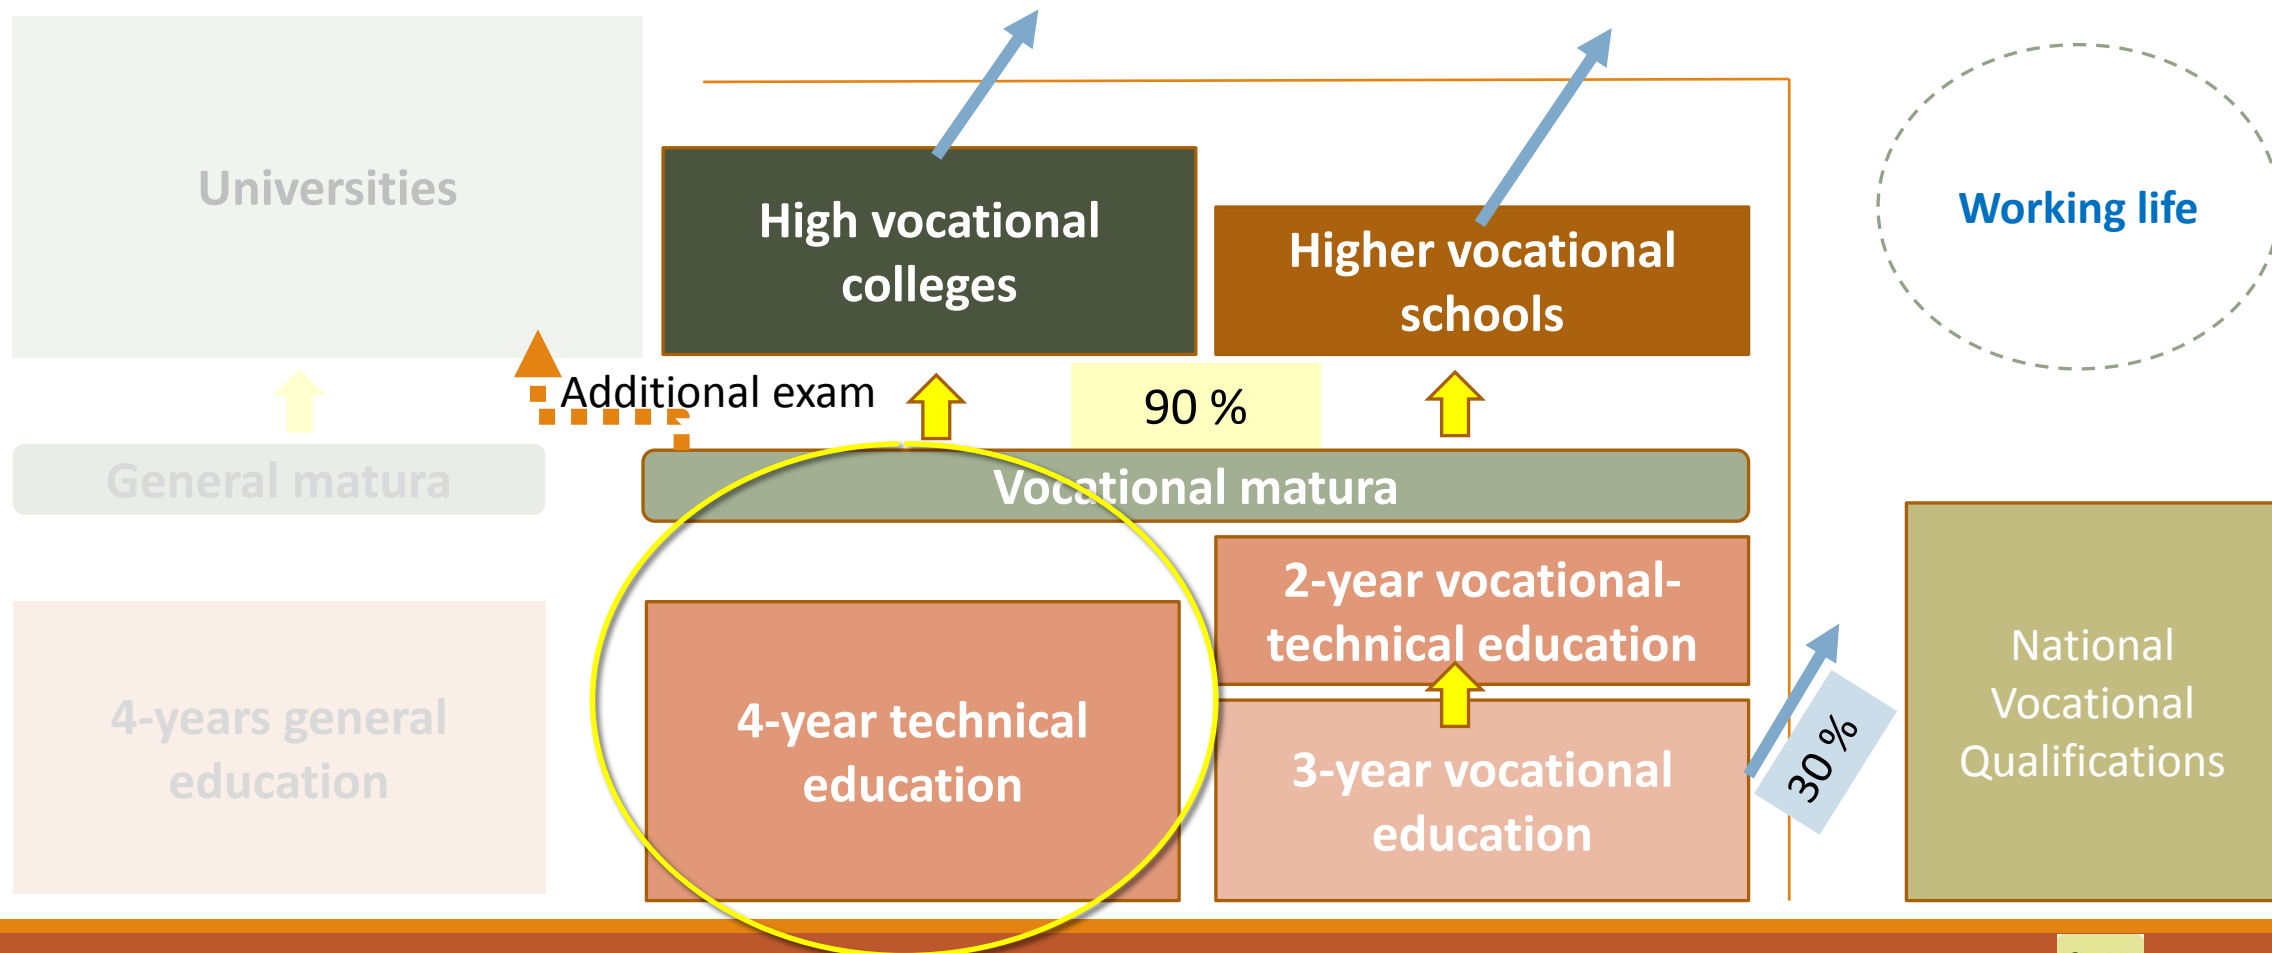 Universities
High vocational
colleges
Higher vocational
schools
Working life
Additional exam
90 %
General matura
Vocational matura
4-years general
education
4-year technical
education
2-year vocational-
technical education
3-year vocational
education
30 %
National
Vocational
Qualifications